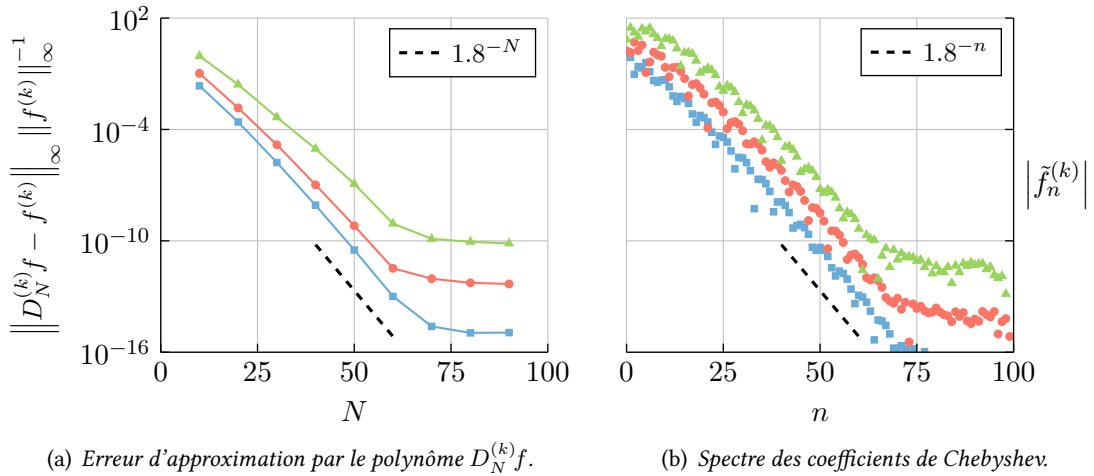 ‖D_N^{(k)} f − f^{(k)}‖_∞ ‖f^{(k)}‖_∞^{−1}
10^2
10^{−4}
10^{−10}
10^{−16}
1.8^{−N}
0 25 50 75 100
N
1.8^{−n}
0 25 50 75 100
n
|f̃_n^{(k)}|
(a) Erreur d'approximation par le polynôme D_N^{(k)} f.
(b) Spectre des coefficients de Chebyshev.